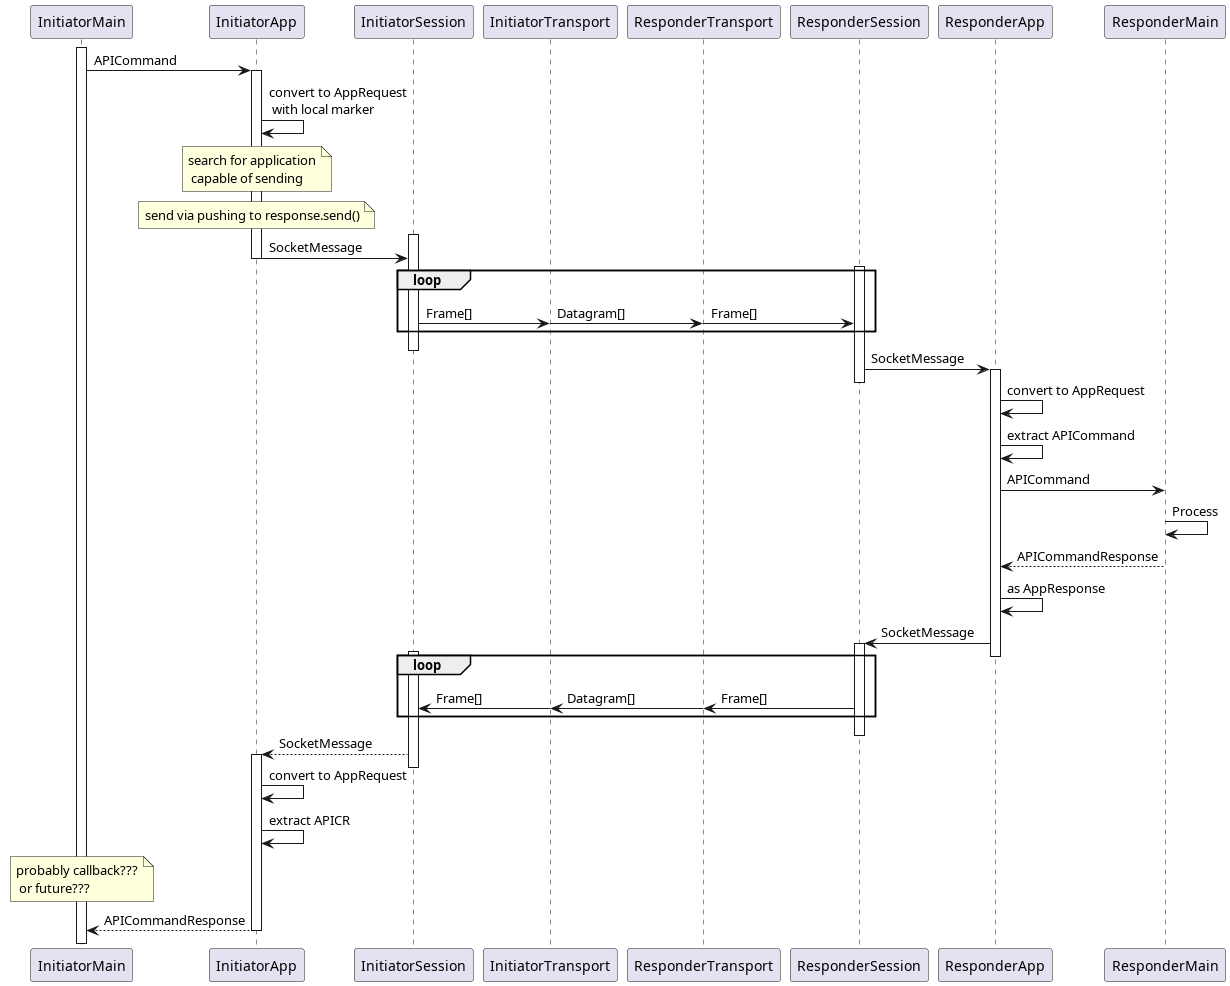 InitiatorMain
InitiatorApp
InitiatorSession
InitiatorTransport
ResponderTransport
ResponderSession
ResponderApp
ResponderMain
APICommand
convert to AppRequest
with local marker
search for application
capable of sending
send via pushing to response.send()
SocketMessage
loop
Frame[]
Datagram[]
Frame[]
SocketMessage
convert to AppRequest
extract APICommand
APICommand
Process
APICommandResponse
as AppResponse
SocketMessage
loop
Frame[]
Datagram[]
Frame[]
SocketMessage
convert to AppRequest
extract APICR
probably callback???
or future???
APICommandResponse
InitiatorMain
InitiatorApp
InitiatorSession
InitiatorTransport
ResponderTransport
ResponderSession
ResponderApp
ResponderMain